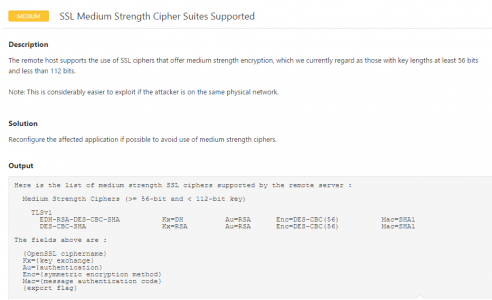 MEDIUM SSL Medium Strength Cipher Suites Supported
Description
The remote host supports the use of SSL ciphers that offer medium strength encryption, which we currently regard as those with key lengths at least 56 bits
and less than 112 bits.
Note: This is considerably easier to exploit if the attacker is on the same physical network.
Solution
Reconfigure the affected application if possible to avoid use of medium strength ciphers.
Output
Here is the list of medium strength SSL ciphers supported by the remote server :
Medium Strength Ciphers (>= 56-bit and < 112-bit key)
TLSv1
EDH-RSA-DES-CBC-SHA Kx=DH Au=RSA Enc=DES-CBC(56) Mac=SHA1
DES-CBC-SHA Kx=RSA Au=RSA Enc=DES-CBC(56) Mac=SHA1
The fields above are :
{OpenSSL ciphername}
Kx={key exchange}
Au={authentication}
Enc={symmetric encryption method}
Mac={message authentication code}
{export flag}